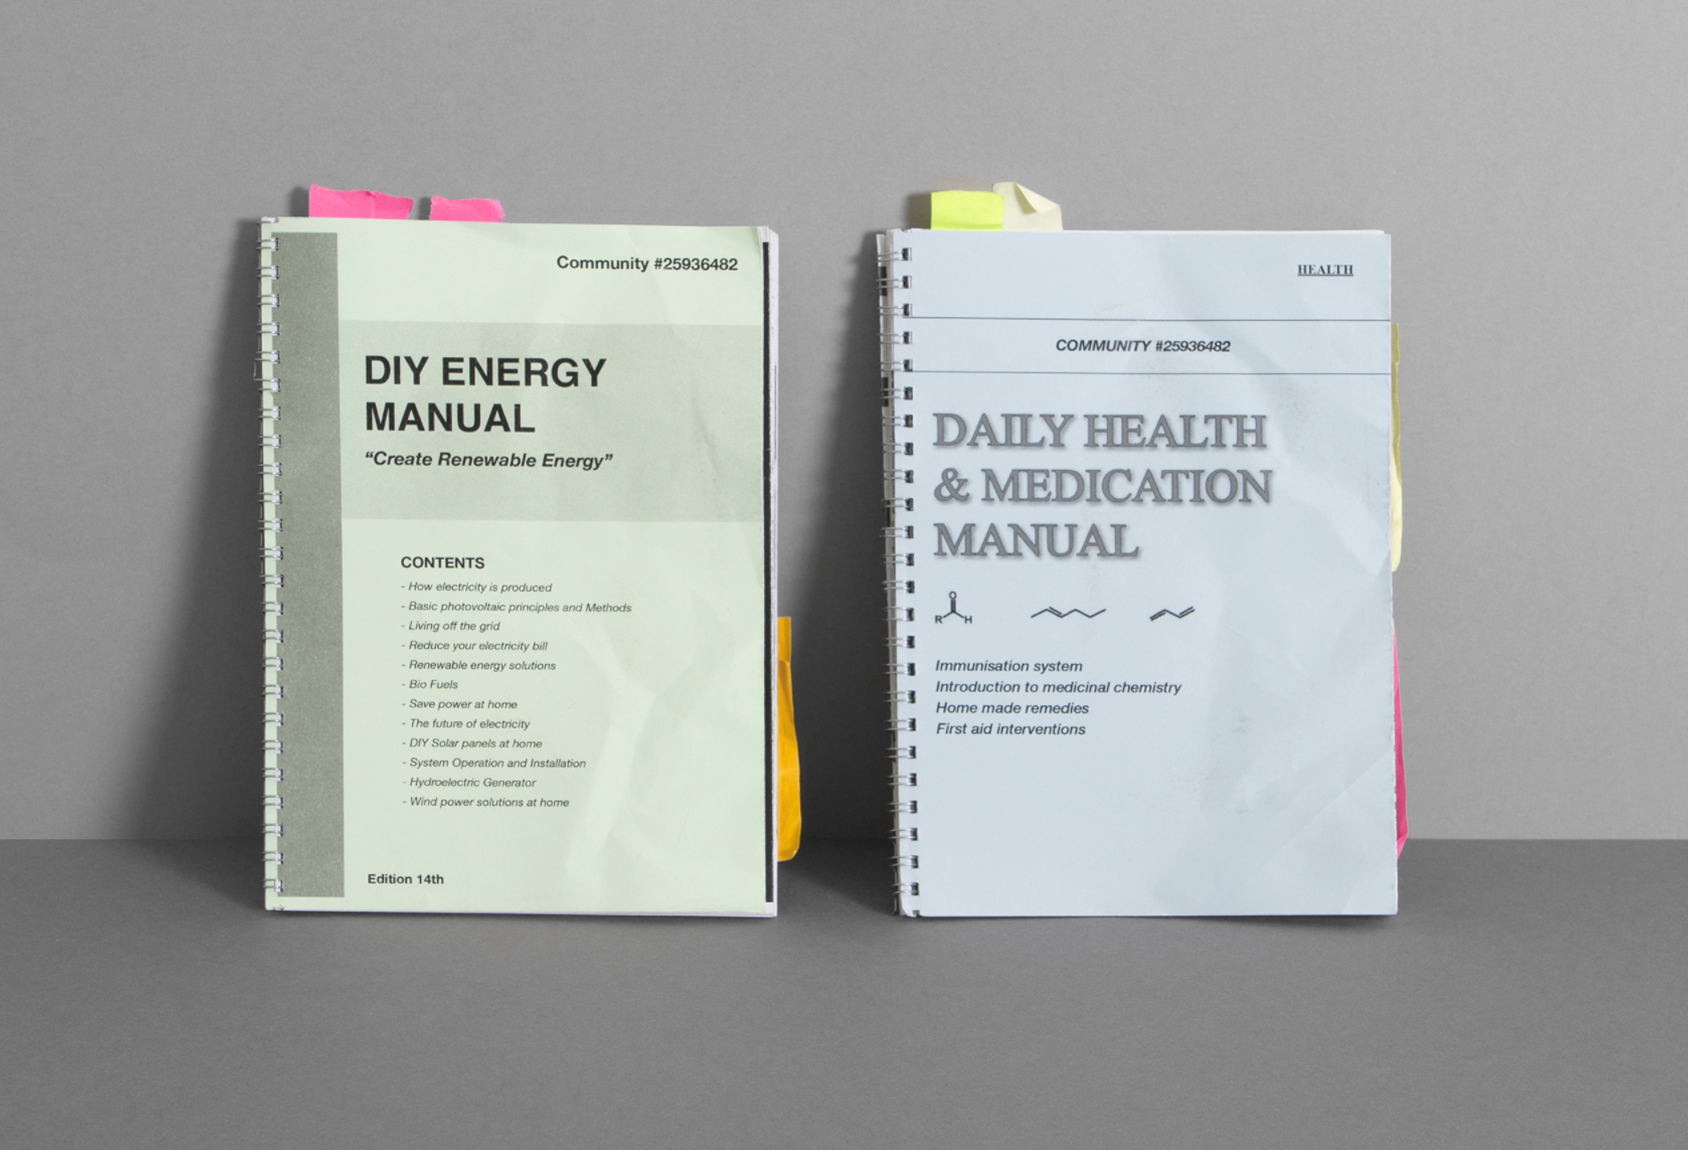 Community #25936482
DIY ENERGY
MANUAL
“Create Renewable Energy”
CONTENTS
- How electricity is produced
- Basic photovoltaic principles and Methods
- Living off the grid
- Reduce your electricity bill
- Renewable energy solutions
- Bio Fuels
- Save power at home
- The future of electricity
- DIY Solar panels at home
- System Operation and Installation
- Hydroelectric Generator
- Wind power solutions at home
Edition 14th
HEALTH
COMMUNITY #25936482
DAILY HEALTH
& MEDICATION
MANUAL
O
R H
Immunisation system
Introduction to medicinal chemistry
Home made remedies
First aid interventions